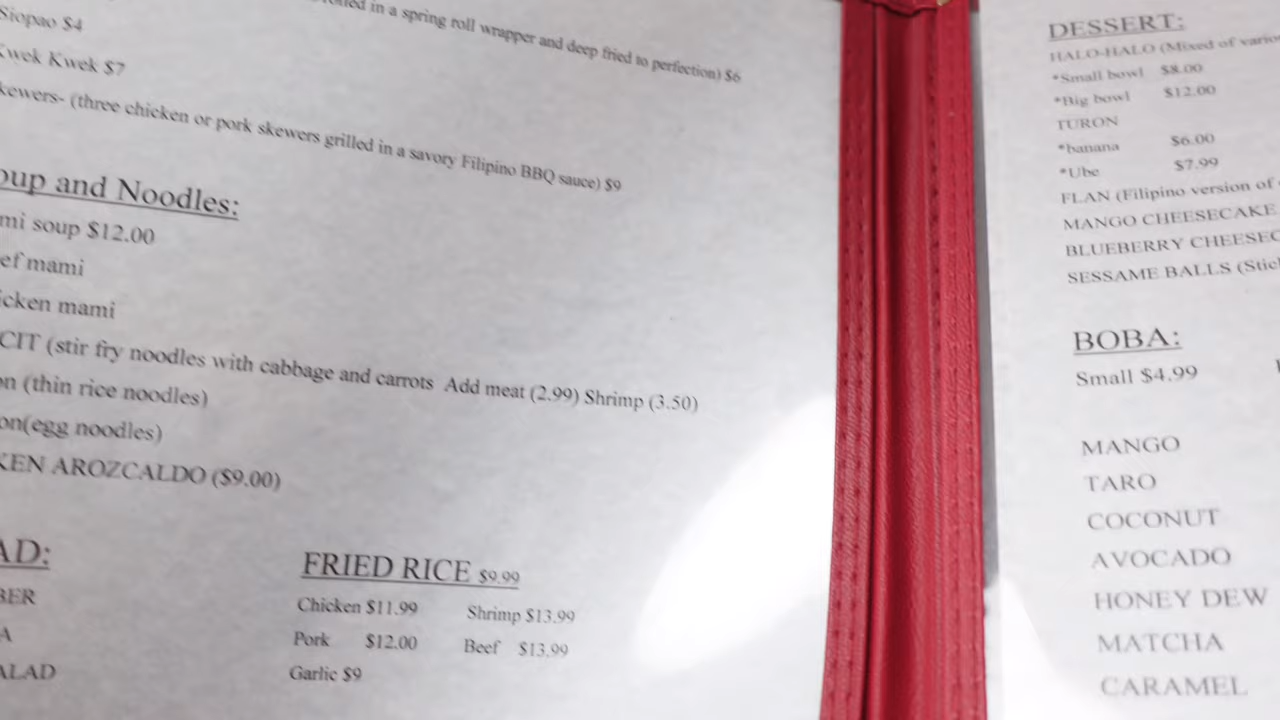 in a spring roll wrapper and deep fried to perfection) $6
Siopao $4
Kwek Kwek $7
kewers- (three chicken or pork skewers grilled in a savory Filipino BBQ sauce) $9
oup and Noodles:
mi soup $12.00
ef mami
icken mami
CIT (stir fry noodles with cabbage and carrots Add meat (2.99) Shrimp (3.50)
on (thin rice noodles)
on(egg noodles)
KEN AROZCALDO ($9.00)
AD:
BER
A
ALAD
FRIED RICE $9.99
Chicken $11.99 Shrimp $13.99
Pork $12.00 Beef $13.99
Garlic $9
DESSERT:
HALO-HALO (Mixed of vario
*Small bowl $8.00
*Big bowl $12.00
TURON
*banana $6.00
*Ube $7.99
FLAN (Filipino version of
MANGO CHEESECAKE
BLUEBERRY CHEESEC
SESSAME BALLS (Stic
BOBA:
Small $4.99
MANGO
TARO
COCONUT
AVOCADO
HONEY DEW
MATCHA
CARAMEL